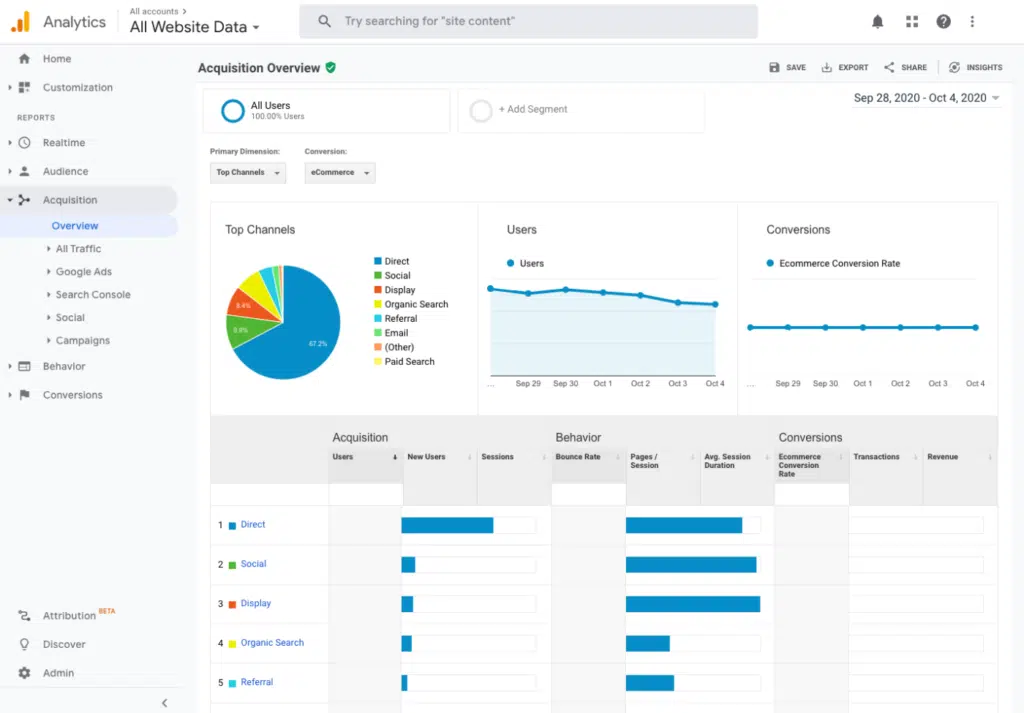 Analytics
All accounts >
All Website Data
Try searching for "site content"
Home
Customization
REPORTS
Realtime
Audience
Acquisition
Overview
All Traffic
Google Ads
Search Console
Social
Campaigns
Behavior
Conversions
Attribution BETA
Discover
Admin
Acquisition Overview
SAVE
EXPORT
SHARE
INSIGHTS
All Users
100.00% Users
+ Add Segment
Sep 28, 2020 - Oct 4, 2020
Primary Dimension:
Conversion:
Top Channels
eCommerce
Top Channels
67.2%
8.6%
8.4%
Direct
Social
Display
Organic Search
Referral
Email
(Other)
Paid Search
Users
Users
...
Sep 29
Sep 30
Oct 1
Oct 2
Oct 3
Oct 4
Conversions
Ecommerce Conversion Rate
...
Sep 29
Sep 30
Oct 1
Oct 2
Oct 3
Oct 4
Acquisition
Behavior
Conversions
Users
New Users
Sessions
Bounce Rate
Pages /
Session
Avg. Session
Duration
Ecommerce
Conversion
Rate
Transactions
Revenue
1 Direct
2 Social
3 Display
4 Organic Search
5 Referral